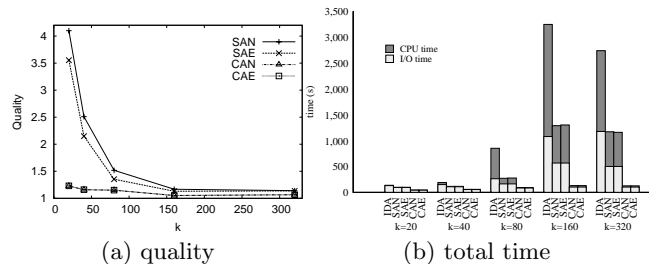 4
3.5
3
2.5
2
1.5
1
Quality
SAN
SAE
CAN
CAE
0 50 100 150 200 250 300
k
(a) quality
3,500
3,000
2,500
2,000
1,500
1,000
500
0
time (s)
CPU time
I/O time
IDA SAN SAE CAN CAE IDA SAN SAE CAN CAE IDA SAN SAE CAN CAE IDA SAN SAE CAN CAE IDA SAN SAE CAN CAE
k=20 k=40 k=80 k=160 k=320
(b) total time